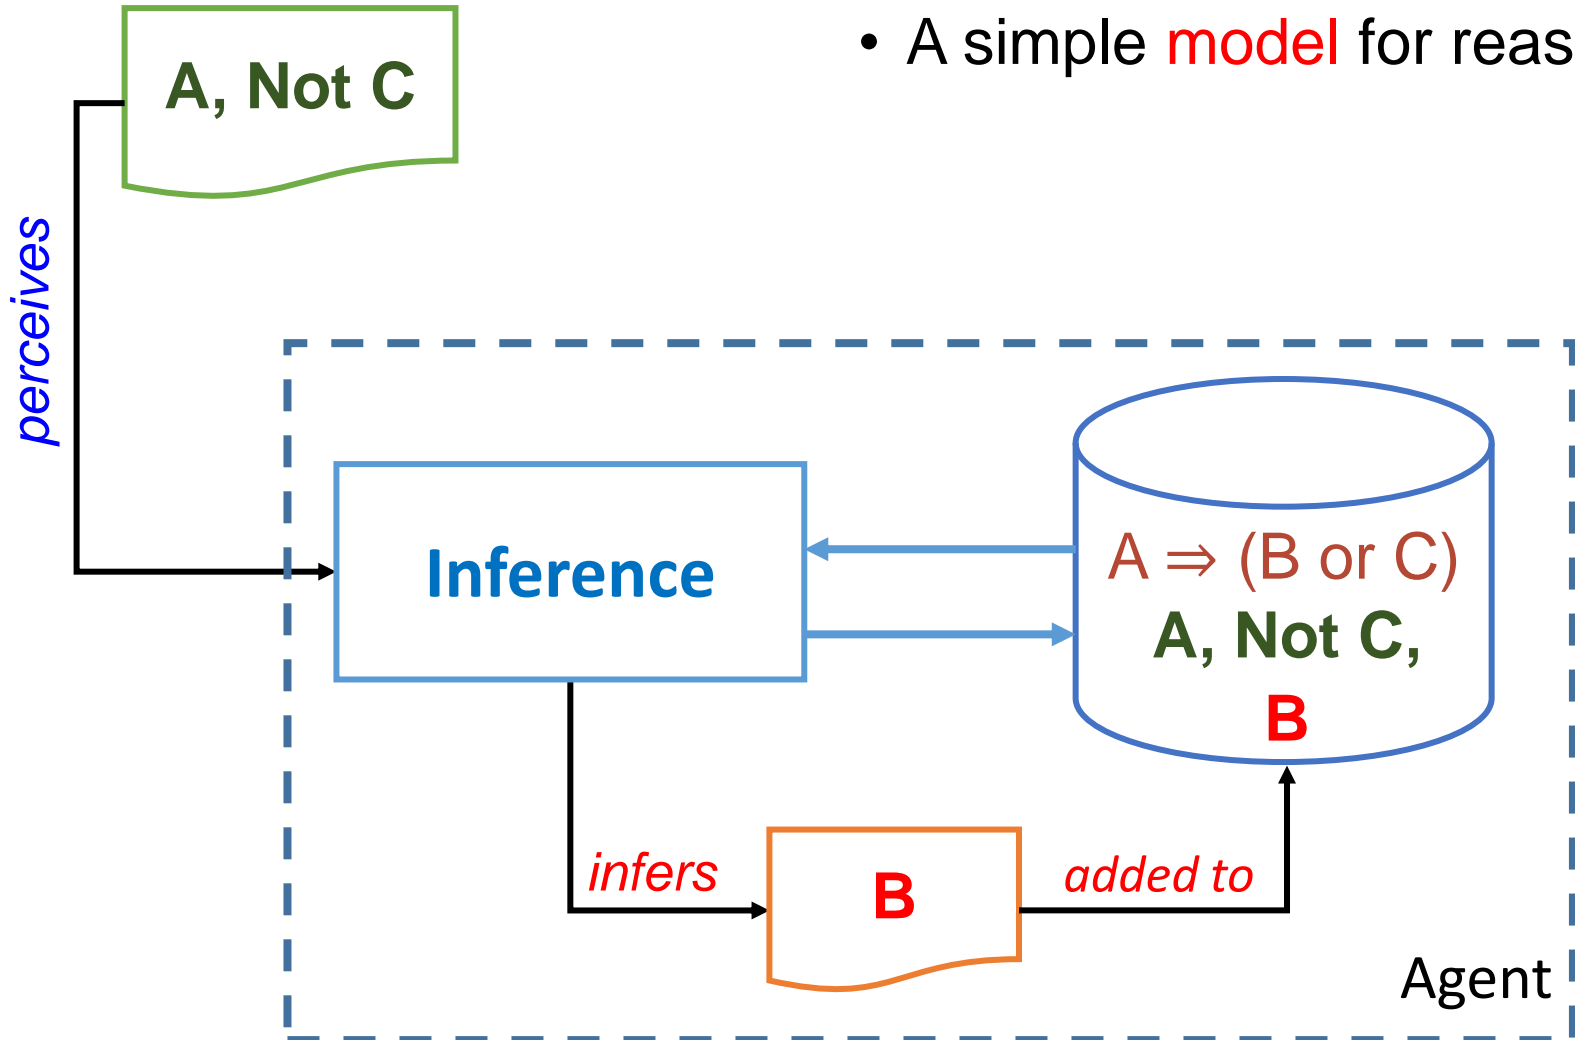 • A simple model for reas
A, Not C
perceives
Inference
A ⇒ (B or C)
A, Not C,
B
infers
B
added to
Agent